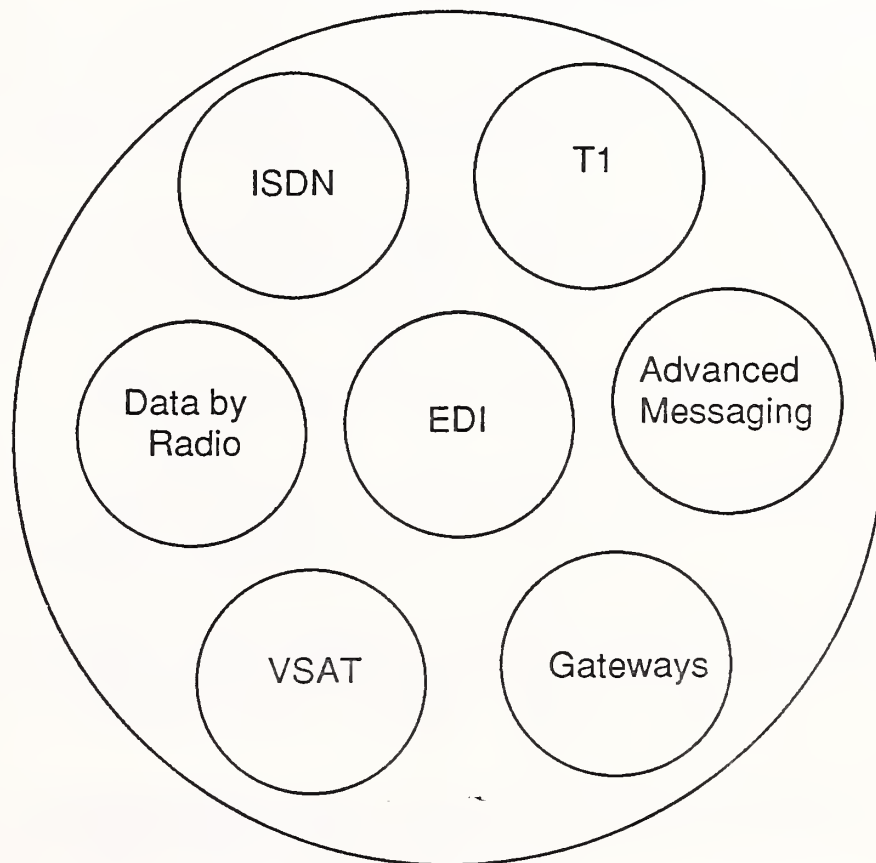 ISDN
T1
Data by
Radio
EDI
Advanced
Messaging
VSAT
Gateways